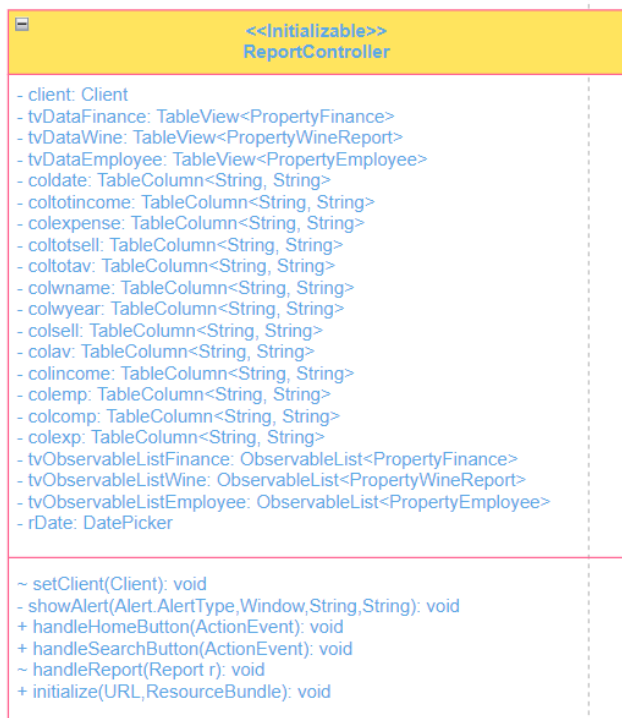 <<Initializable>>
ReportController
- client: Client
- tvDataFinance: TableView<PropertyFinance>
- tvDataWine: TableView<PropertyWineReport>
- tvDataEmployee: TableView<PropertyEmployee>
- coldate: TableColumn<String, String>
- coltotincome: TableColumn<String, String>
- colexpense: TableColumn<String, String>
- coltotsell: TableColumn<String, String>
- coltotav: TableColumn<String, String>
- colwname: TableColumn<String, String>
- colwyear: TableColumn<String, String>
- colsell: TableColumn<String, String>
- colav: TableColumn<String, String>
- colincome: TableColumn<String, String>
- colemp: TableColumn<String, String>
- colcomp: TableColumn<String, String>
- colexp: TableColumn<String, String>
- tvObservableListFinance: ObservableList<PropertyFinance>
- tvObservableListWine: ObservableList<PropertyWineReport>
- tvObservableListEmployee: ObservableList<PropertyEmployee>
- rDate: DatePicker
~ setClient(Client): void
- showAlert(Alert.AlertType,Window,String,String): void
+ handleHomeButton(ActionEvent): void
+ handleSearchButton(ActionEvent): void
~ handleReport(Report r): void
+ initialize(URL,ResourceBundle): void